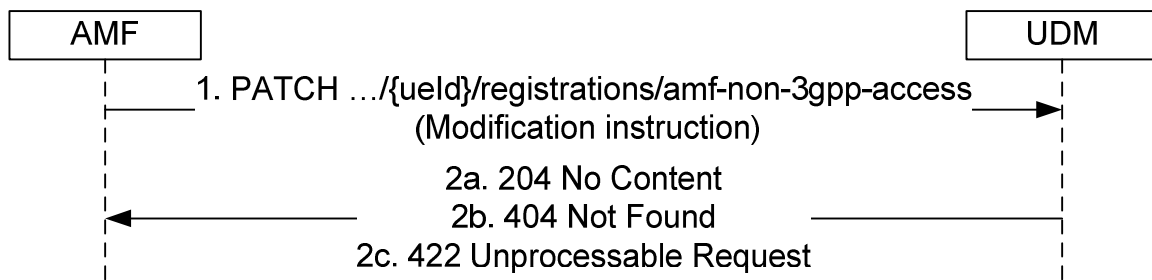 AMF
UDM
1. PATCH …/{ueId}/registrations/amf-non-3gpp-access
(Modification instruction)
2a. 204 No Content
2b. 404 Not Found
2c. 422 Unprocessable Request